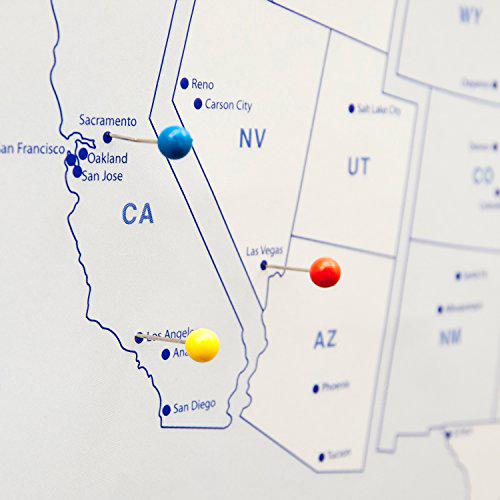 WY
Reno
Carson City
Salt Lake City
Sacramento
NV
an Francisco
Oakland
UT
San Jose
CO
CA
Las Vegas
Los Angele
Ana
AZ
NM
Phoenix
San Diego
Tucson